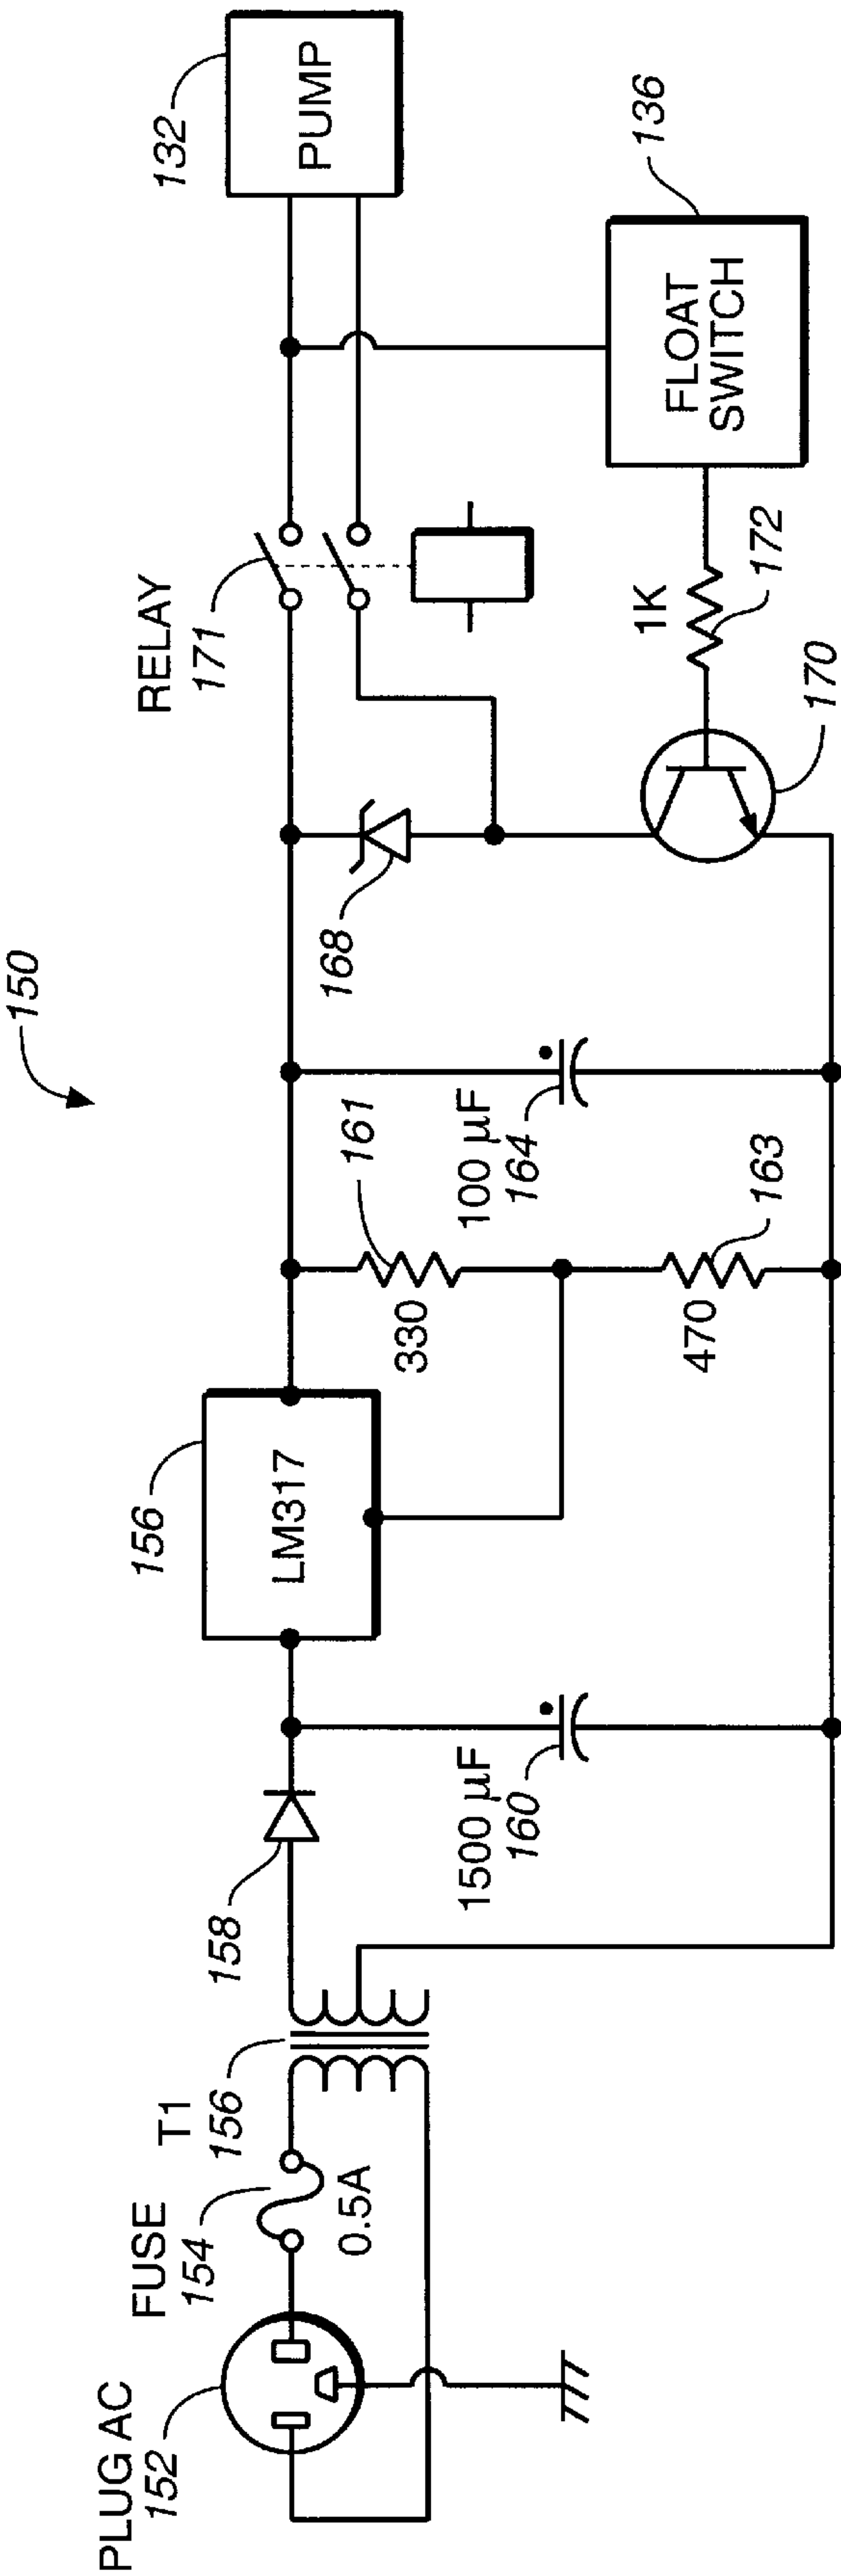 150
PLUG AC
152
FUSE
154
0.5A
T1
156
158
1500 µF
160
156
LM317
330
161
470
163
100 µF
164
168
RELAY
171
170
1K
172
FLOAT
SWITCH
136
132
PUMP